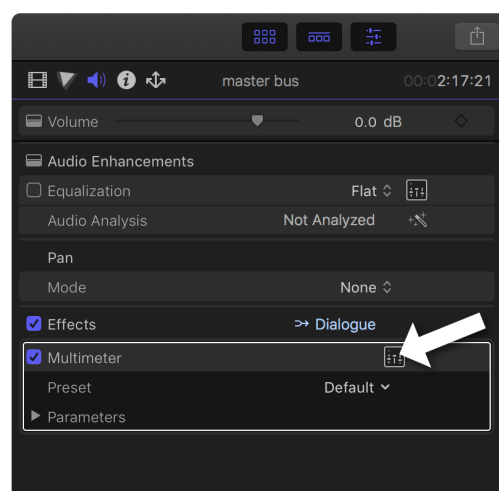 master bus 00:02:17:21
Volume 0.0 dB
Audio Enhancements
Equalization Flat
Audio Analysis Not Analyzed
Pan
Mode None
Effects Dialogue
Multimeter
Preset Default
Parameters